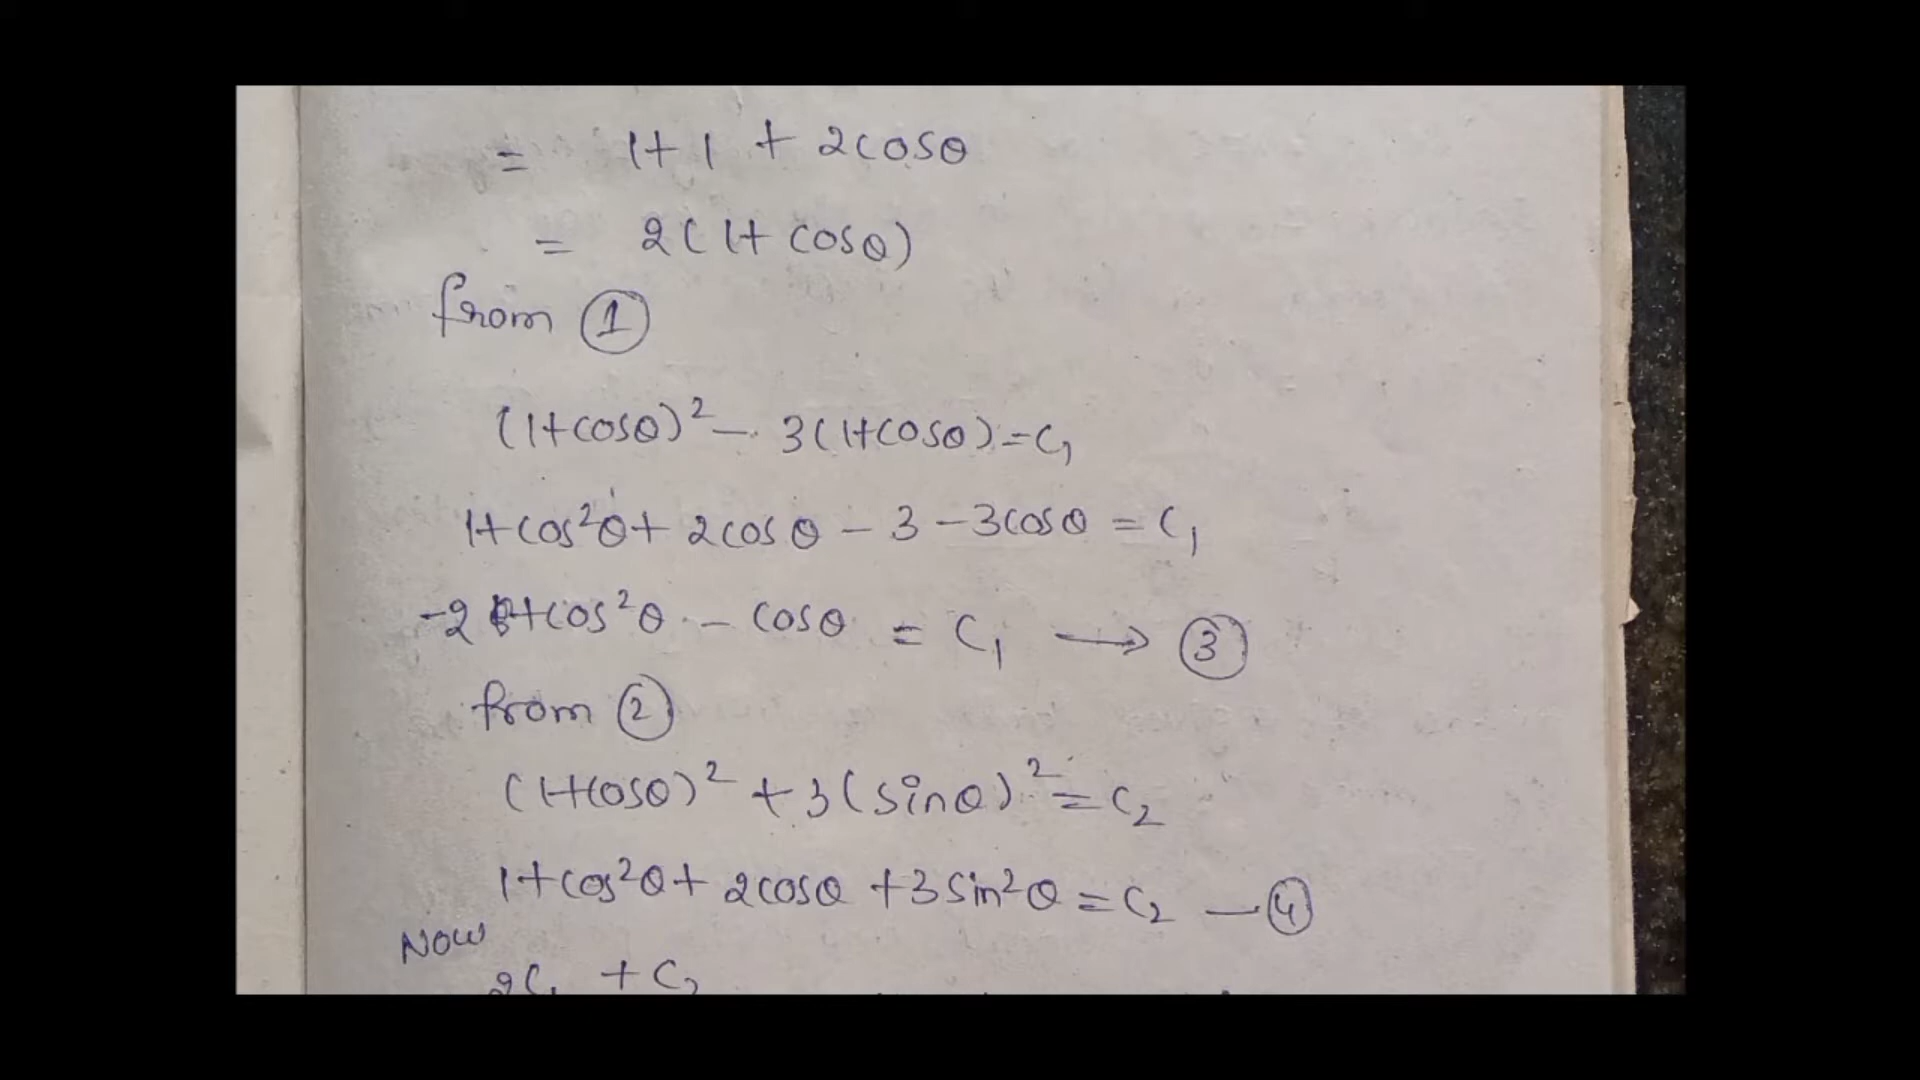 = 1+1 + 2cosθ
= 2(1+ cosθ)
from ①
(1+cosθ)² - 3(1+cosθ)=C₁
1+cos²θ+ 2cosθ - 3 -3cosθ = C₁
-2 +cos²θ - cosθ = C₁ → ③
from ②
(1+cosθ)² +3(sinθ)²=C₂
1+cos²θ+ 2cosθ +3sin²θ =C₂ —④
Now
2C₁ + C₂